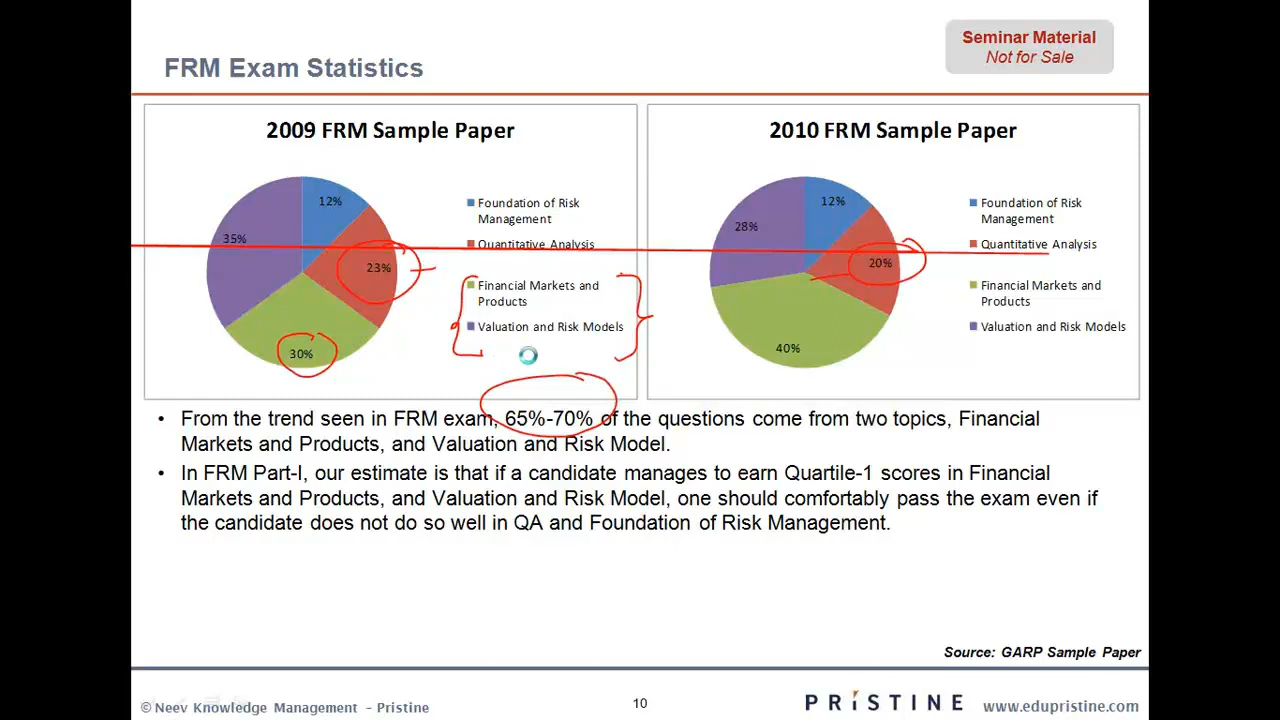 Seminar Material
Not for Sale
FRM Exam Statistics
2009 FRM Sample Paper
12%
35%
23%
30%
Foundation of Risk
Management
Quantitative Analysis
Financial Markets and
Products
Valuation and Risk Models
2010 FRM Sample Paper
12%
28%
20%
40%
Foundation of Risk
Management
Quantitative Analysis
Financial Markets and
Products
Valuation and Risk Models
• From the trend seen in FRM exam, 65%-70% of the questions come from two topics, Financial
Markets and Products, and Valuation and Risk Model.
• In FRM Part-I, our estimate is that if a candidate manages to earn Quartile-1 scores in Financial
Markets and Products, and Valuation and Risk Model, one should comfortably pass the exam even if
the candidate does not do so well in QA and Foundation of Risk Management.
Source: GARP Sample Paper
© Neev Knowledge Management – Pristine
10
PRiSTINE
www.edupristine.com